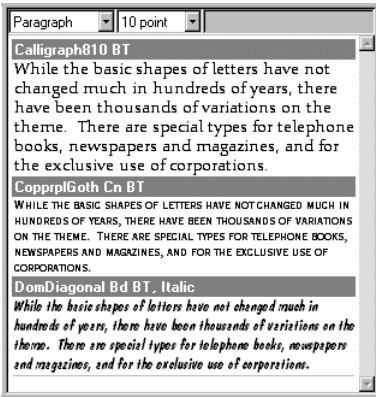 Paragraph 10 point
Calligraph810 BT
While the basic shapes of letters have not
changed much in hundreds of years, there
have been thousands of variations on the
theme.  There are special types for telephone
books, newspapers and magazines, and for
the exclusive use of corporations.
CopprplGoth Cn BT
WHILE THE BASIC SHAPES OF LETTERS HAVE NOT CHANGED MUCH IN
HUNDREDS OF YEARS, THERE HAVE BEEN THOUSANDS OF VARIATIONS
ON THE THEME.  THERE ARE SPECIAL TYPES FOR TELEPHONE BOOKS,
NEWSPAPERS AND MAGAZINES, AND FOR THE EXCLUSIVE USE OF
CORPORATIONS.
DomDiagonal Bd BT, Italic
While the basic shapes of letters have not changed much in
hundreds of years, there have been thousands of variations on the
theme.  There are special types for telephone books, newspapers
and magazines, and for the exclusive use of corporations.